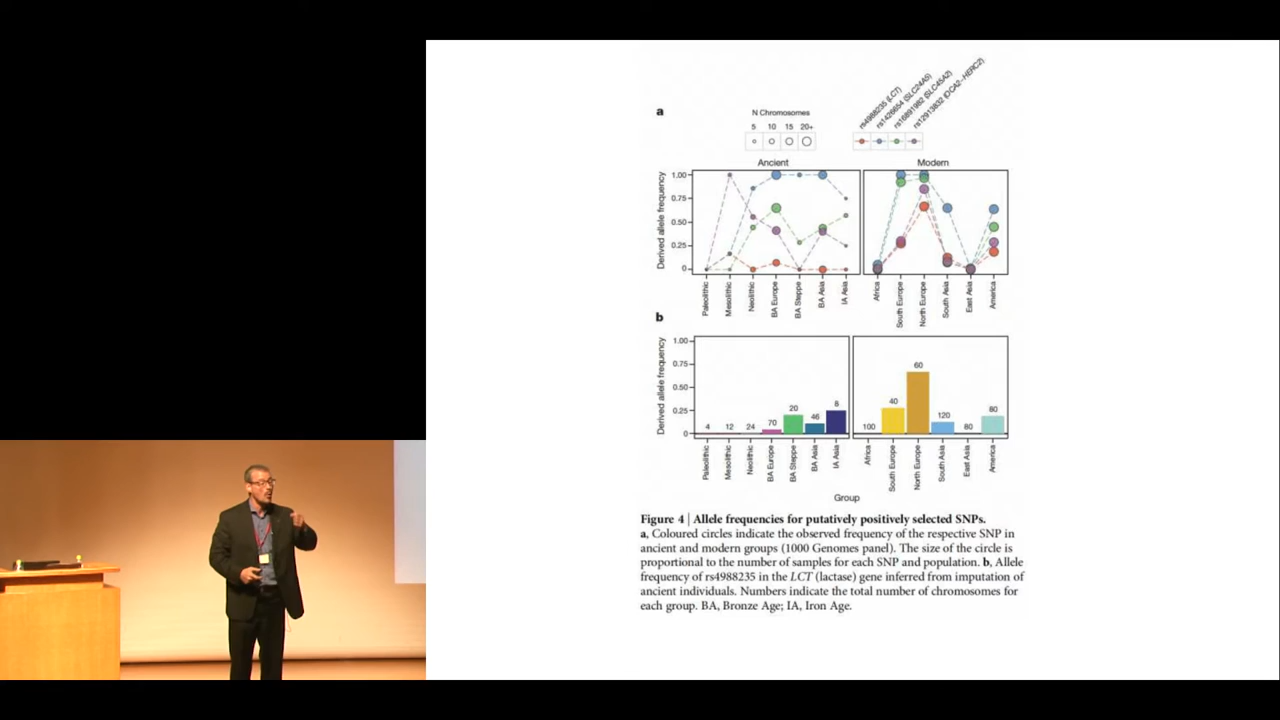 a
N Chromosomes
5 10 15 20+
rs4988235 (LCT)
rs1426654 (SLC24A5)
rs16891982 (SLC45A2)
rs12913832 (OCA2–HERC2)
Ancient
Modern
Derived allele frequency
1.00
0.75
0.50
0.25
0
Paleolithic
Mesolithic
Neolithic
BA Europe
BA Steppe
BA Asia
IA Asia
Africa
South Europe
North Europe
South Asia
East Asia
America
b
Derived allele frequency
1.00
0.75
0.50
0.25
0
4 12 24 70 20 46 8
100 40 60 120 80 80
Paleolithic
Mesolithic
Neolithic
BA Europe
BA Steppe
BA Asia
IA Asia
Africa
South Europe
North Europe
South Asia
East Asia
America
Group
Figure 4 | Allele frequencies for putatively positively selected SNPs.
a, Coloured circles indicate the observed frequency of the respective SNP in
ancient and modern groups (1000 Genomes panel). The size of the circle is
proportional to the number of samples for each SNP and population. b, Allele
frequency of rs4988235 in the LCT (lactase) gene inferred from imputation of
ancient individuals. Numbers indicate the total number of chromosomes for
each group. BA, Bronze Age; IA, Iron Age.